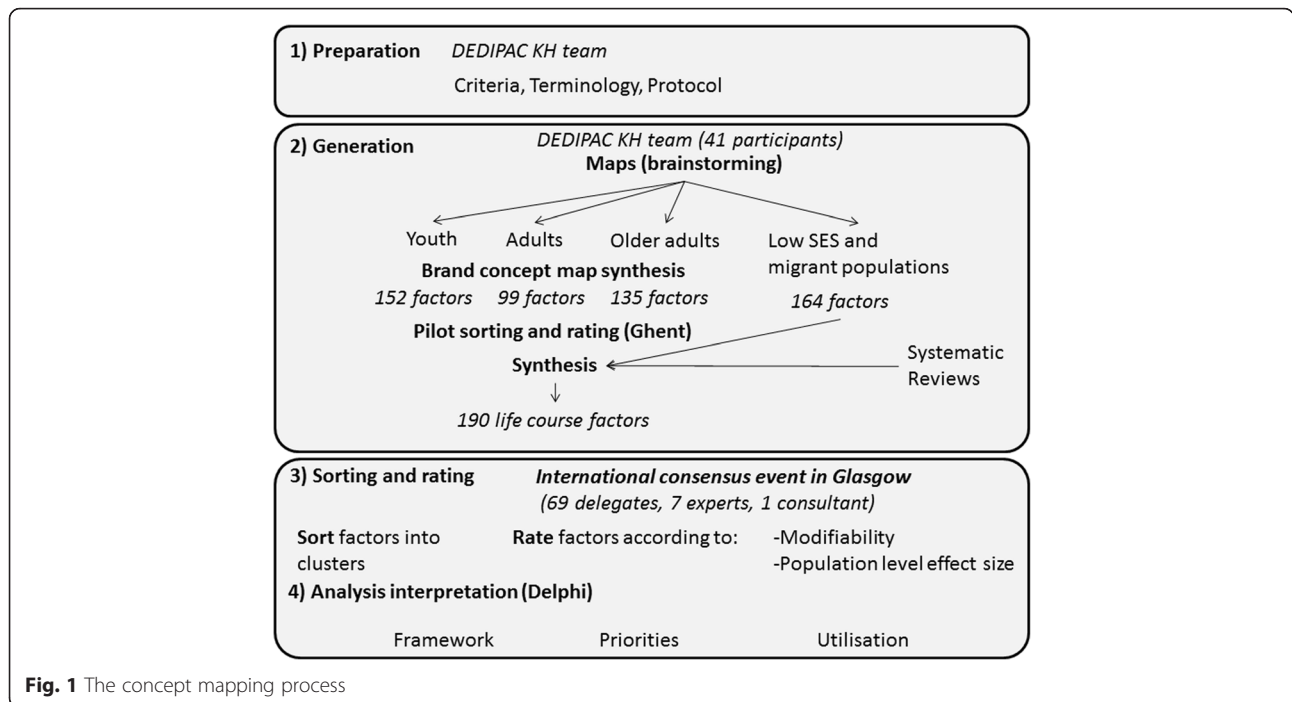 1) Preparation DEDIPAC KH team
Criteria, Terminology, Protocol
2) Generation
DEDIPAC KH team (41 participants)
Maps (brainstorming)
Youth Adults Older adults
Low SES and
migrant populations
Brand concept map synthesis
152 factors 99 factors 135 factors
164 factors
Pilot sorting and rating (Ghent)
Synthesis
Systematic
Reviews
190 life course factors
3) Sorting and rating
International consensus event in Glasgow
(69 delegates, 7 experts, 1 consultant)
Sort factors into
clusters
Rate factors according to:
-Modifiability
-Population level effect size
4) Analysis interpretation (Delphi)
Framework Priorities Utilisation
Fig. 1 The concept mapping process